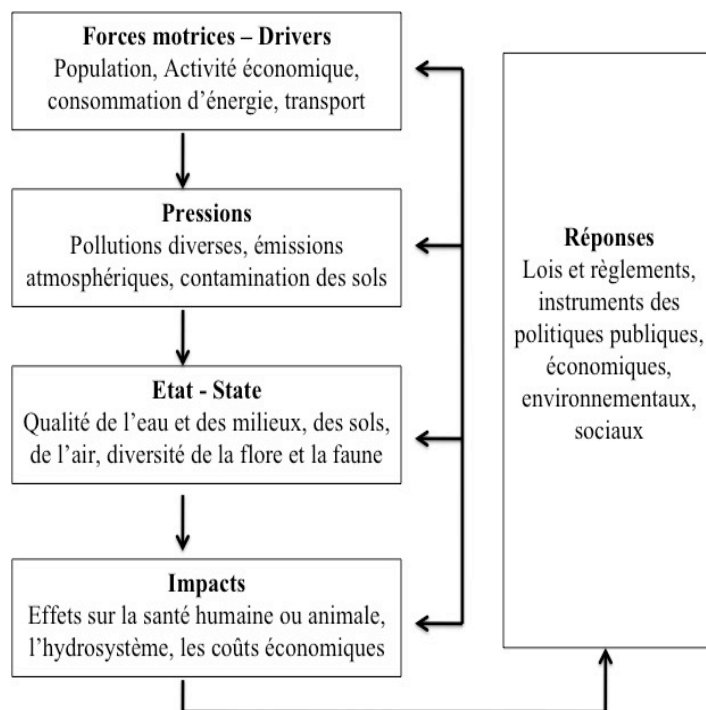 Forces motrices – Drivers
Population, Activité économique,
consommation d'énergie, transport
Pressions
Pollutions diverses, émissions
atmosphériques, contamination des sols
Etat - State
Qualité de l'eau et des milieux, des sols,
de l'air, diversité de la flore et la faune
Impacts
Effets sur la santé humaine ou animale,
l'hydrosystème, les coûts économiques
Réponses
Lois et règlements,
instruments des
politiques publiques,
économiques,
environnementaux,
sociaux